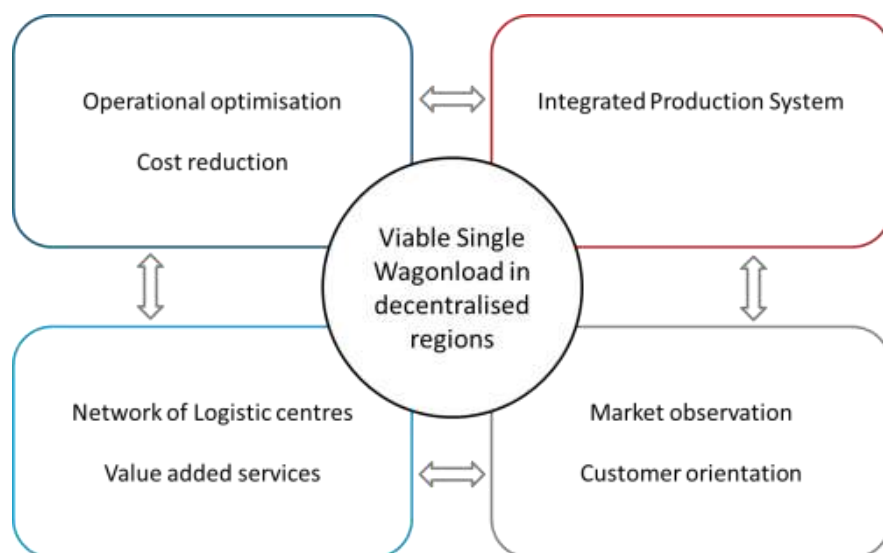 Operational optimisation
Cost reduction
Integrated Production System
Viable Single
Wagonload in
decentralised
regions
Network of Logistic centres
Value added services
Market observation
Customer orientation